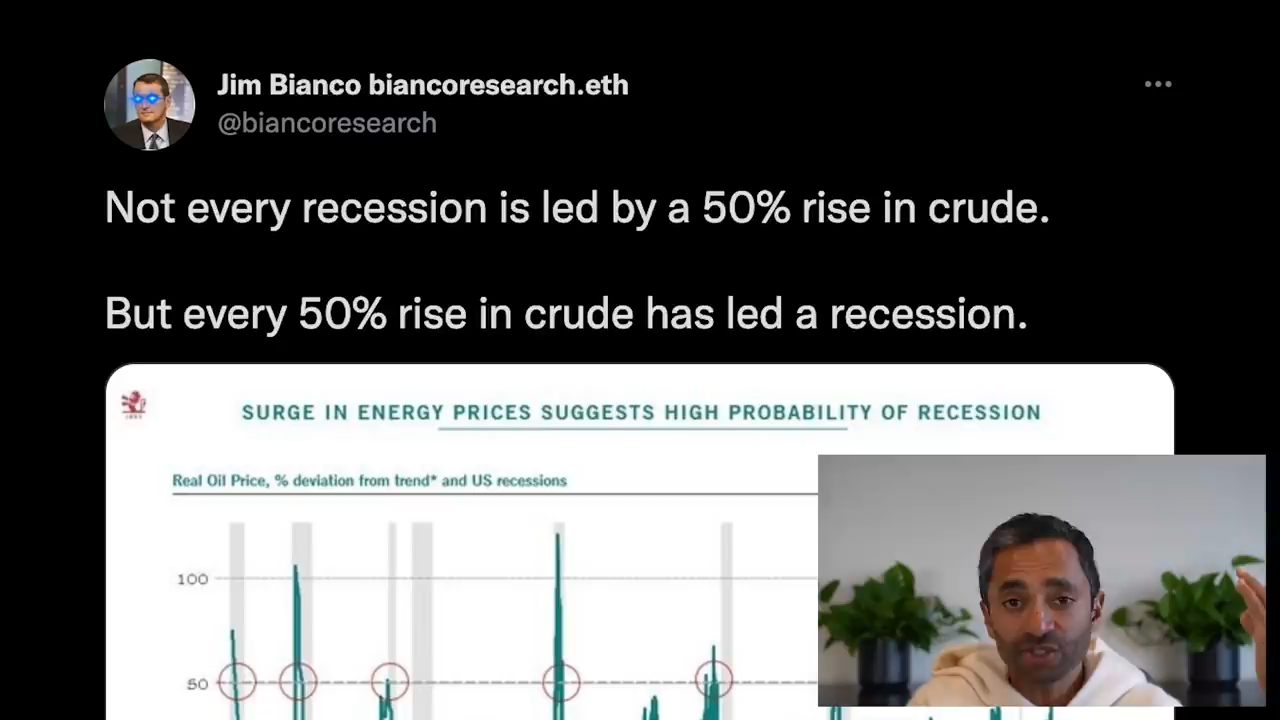 Jim Bianco biancoresearch.eth
@biancoresearch
Not every recession is led by a 50% rise in crude.
But every 50% rise in crude has led a recession.
SURGE IN ENERGY PRICES SUGGESTS HIGH PROBABILITY OF RECESSION
Real Oil Price, % deviation from trend* and US recessions
100
50